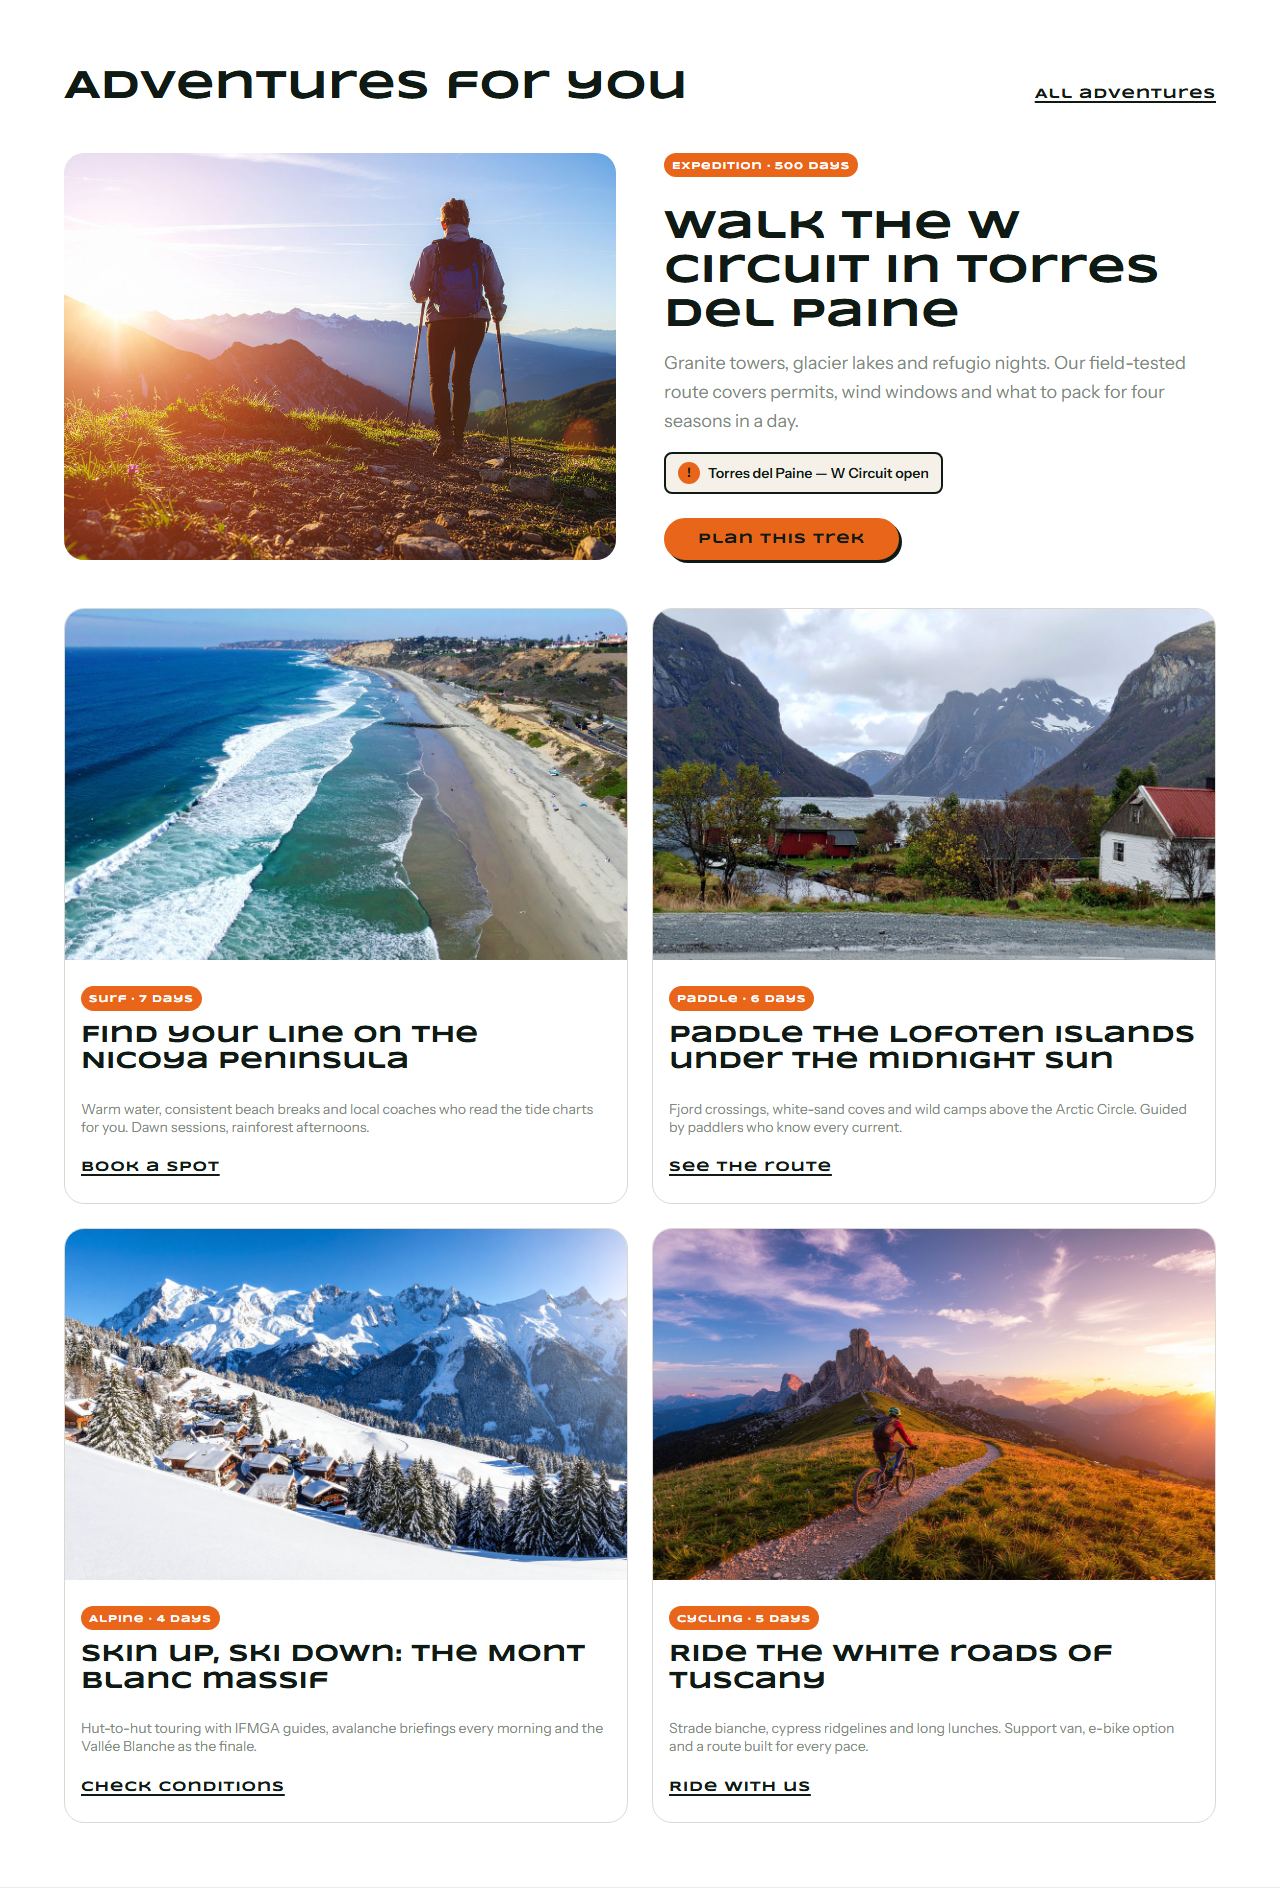 Adventures for you
All adventures
Expedition · 500 days
Walk the W
Circuit in Torres
del Paine
Granite towers, glacier lakes and refugio nights. Our field-tested
route covers permits, wind windows and what to pack for four
seasons in a day.
! Torres del Paine — W Circuit open
Plan this trek
Surf · 7 days
Find your line on the
Nicoya Peninsula
Warm water, consistent beach breaks and local coaches who read the tide charts
for you. Dawn sessions, rainforest afternoons.
Book a spot
Paddle · 6 days
Paddle the Lofoten Islands
under the midnight sun
Fjord crossings, white-sand coves and wild camps above the Arctic Circle. Guided
by paddlers who know every current.
See the route
Alpine · 4 days
Skin up, ski down: the Mont
Blanc massif
Hut-to-hut touring with IFMGA guides, avalanche briefings every morning and the
Vallée Blanche as the finale.
Check conditions
Cycling · 5 days
Ride the white roads of
Tuscany
Strade bianche, cypress ridgelines and long lunches. Support van, e-bike option
and a route built for every pace.
Ride with us